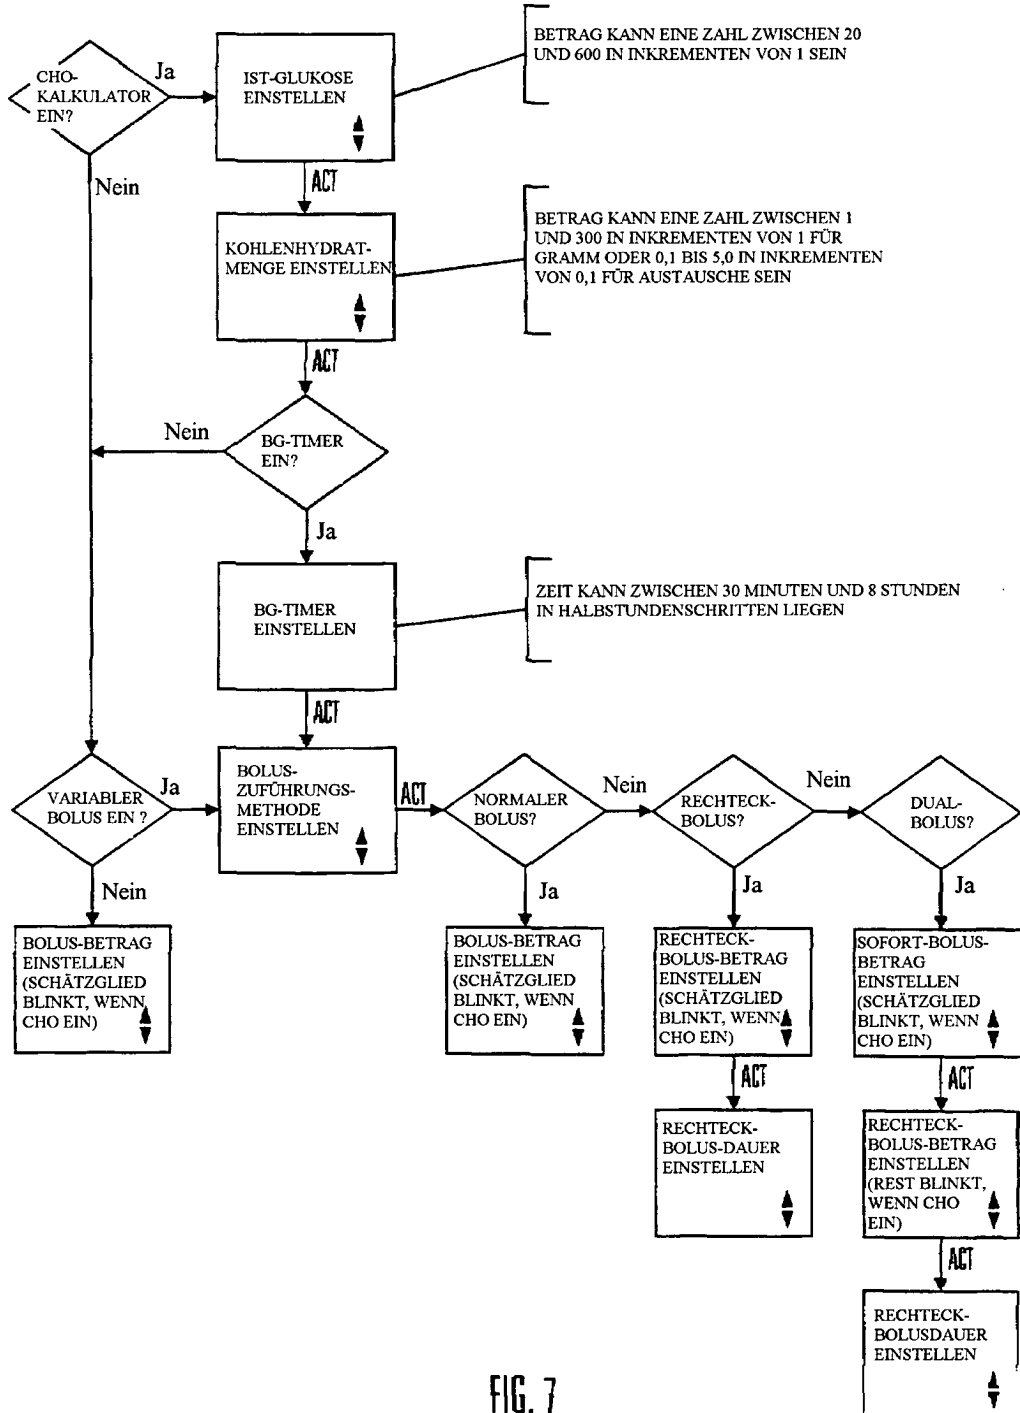 CHO-
KALKULATOR
EIN?
Ja
Nein
IST-GLUKOSE
EINSTELLEN
BETRAG KANN EINE ZAHL ZWISCHEN 20
UND 600 IN INKREMENTEN VON 1 SEIN
ACT
KOHLENHYDRAT-
MENGE EINSTELLEN
BETRAG KANN EINE ZAHL ZWISCHEN 1
UND 300 IN INKREMENTEN VON 1 FÜR
GRAMM ODER 0,1 BIS 5,0 IN INKREMENTEN
VON 0,1 FÜR AUSTAUSCHE SEIN
ACT
Nein
BG-TIMER
EIN?
Ja
BG-TIMER
EINSTELLEN
ZEIT KANN ZWISCHEN 30 MINUTEN UND 8 STUNDEN
IN HALBSTUNDENSCHRITTEN LIEGEN
ACT
VARIABLER
BOLUS EIN ?
Ja
Nein
BOLUS-
ZUFÜHRUNGS-
METHODE
EINSTELLEN
ACT
NORMALER
BOLUS?
Nein
Ja
RECHTECK-
BOLUS?
Nein
Ja
DUAL-
BOLUS?
Ja
BOLUS-BETRAG
EINSTELLEN
(SCHÄTZGLIED
BLINKT, WENN
CHO EIN)
BOLUS-BETRAG
EINSTELLEN
(SCHÄTZGLIED
BLINKT, WENN
CHO EIN)
RECHTECK-
BOLUS-BETRAG
EINSTELLEN
(SCHÄTZGLIED
BLINKT, WENN
CHO EIN)
SOFORT-BOLUS-
BETRAG
EINSTELLEN
(SCHÄTZGLIED
BLINKT, WENN
CHO EIN)
ACT
ACT
RECHTECK-
BOLUS-DAUER
EINSTELLEN
RECHTECK-
BOLUS-BETRAG
EINSTELLEN
(REST BLINKT,
WENN CHO
EIN)
ACT
RECHTECK-
BOLUSDAUER
EINSTELLEN
FIG. 7